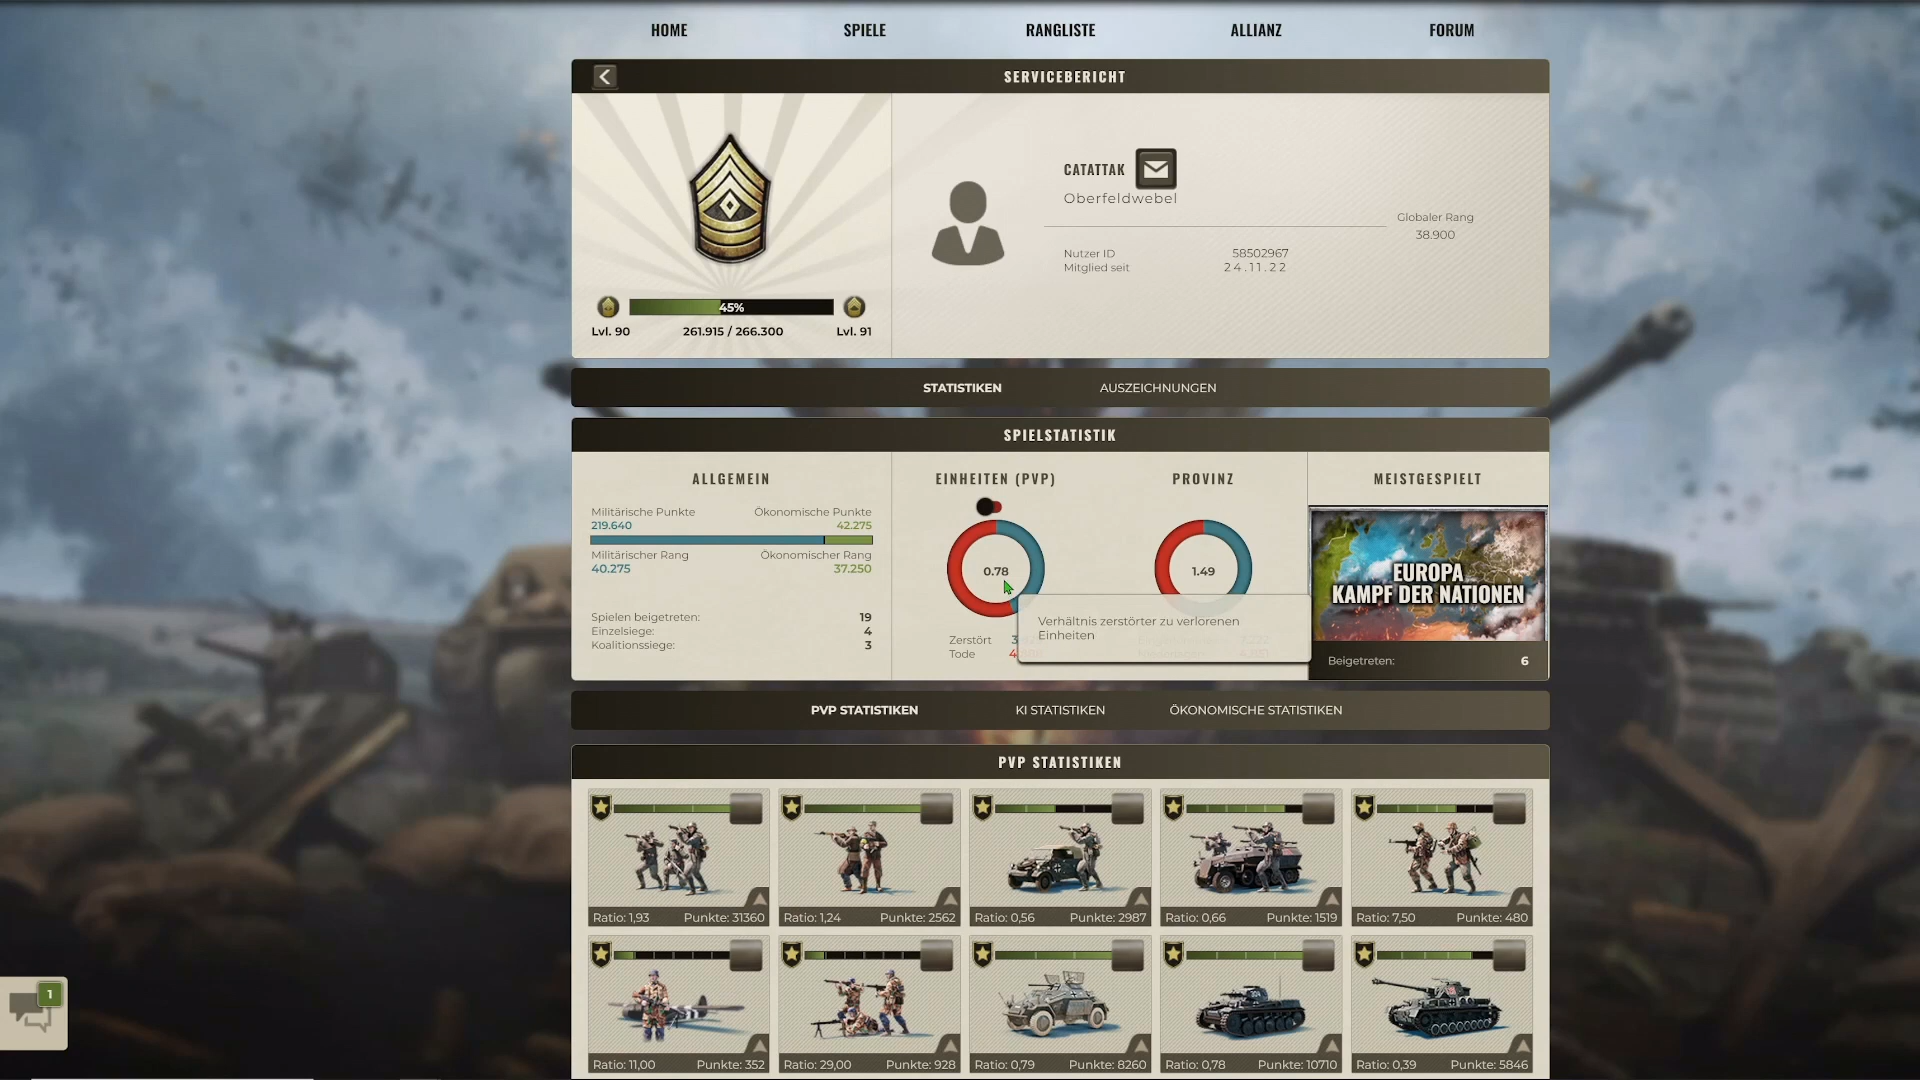 HOME
SPIELE
RANGLISTE
ALLIANZ
FORUM
SERVICEBERICHT
45%
Lvl. 90
261.915 / 266.300
Lvl. 91
CATATTAK
Oberfeldwebel
Globaler Rang
38.900
Nutzer ID 58502967
Mitglied seit 24.11.22
STATISTIKEN
AUSZEICHNUNGEN
SPIELSTATISTIK
ALLGEMEIN
Militärische Punkte Ökonomische Punkte
219.640 42.275
Militärischer Rang Ökonomischer Rang
40.275 37.250
Spielen beigetreten: 19
Einzelsiege: 4
Koalitionssiege: 3
EINHEITEN (PVP)
0.78
Zerstört
Tode
PROVINZ
1.49
Verhältnis zerstörter zu verlorenen
Einheiten
MEISTGESPIELT
EUROPA
KAMPF DER NATIONEN
Beigetreten: 6
PVP STATISTIKEN
KI STATISTIKEN
ÖKONOMISCHE STATISTIKEN
PVP STATISTIKEN
Ratio: 1,93 Punkte: 31360
Ratio: 1,24 Punkte: 2562
Ratio: 0,56 Punkte: 2987
Ratio: 0,66 Punkte: 1519
Ratio: 7,50 Punkte: 480
Ratio: 11,00 Punkte: 352
Ratio: 29,00 Punkte: 928
Ratio: 0,79 Punkte: 8260
Ratio: 0,78 Punkte: 10710
Ratio: 0,39 Punkte: 5846
1